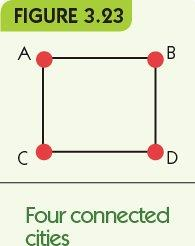 FIGURE 3.23
A B
C D
Four connected
cities